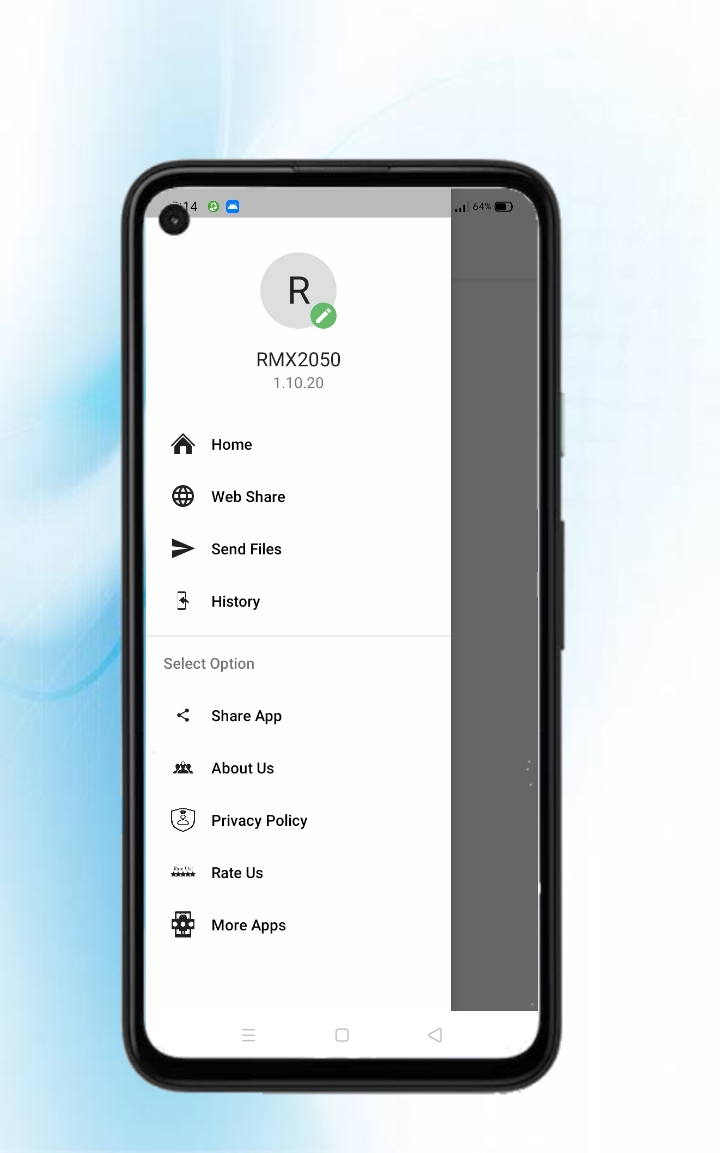 :14
64%
R
RMX2050
1.10.20
Home
Web Share
Send Files
History
Select Option
Share App
About Us
Privacy Policy
Rate Us
More Apps